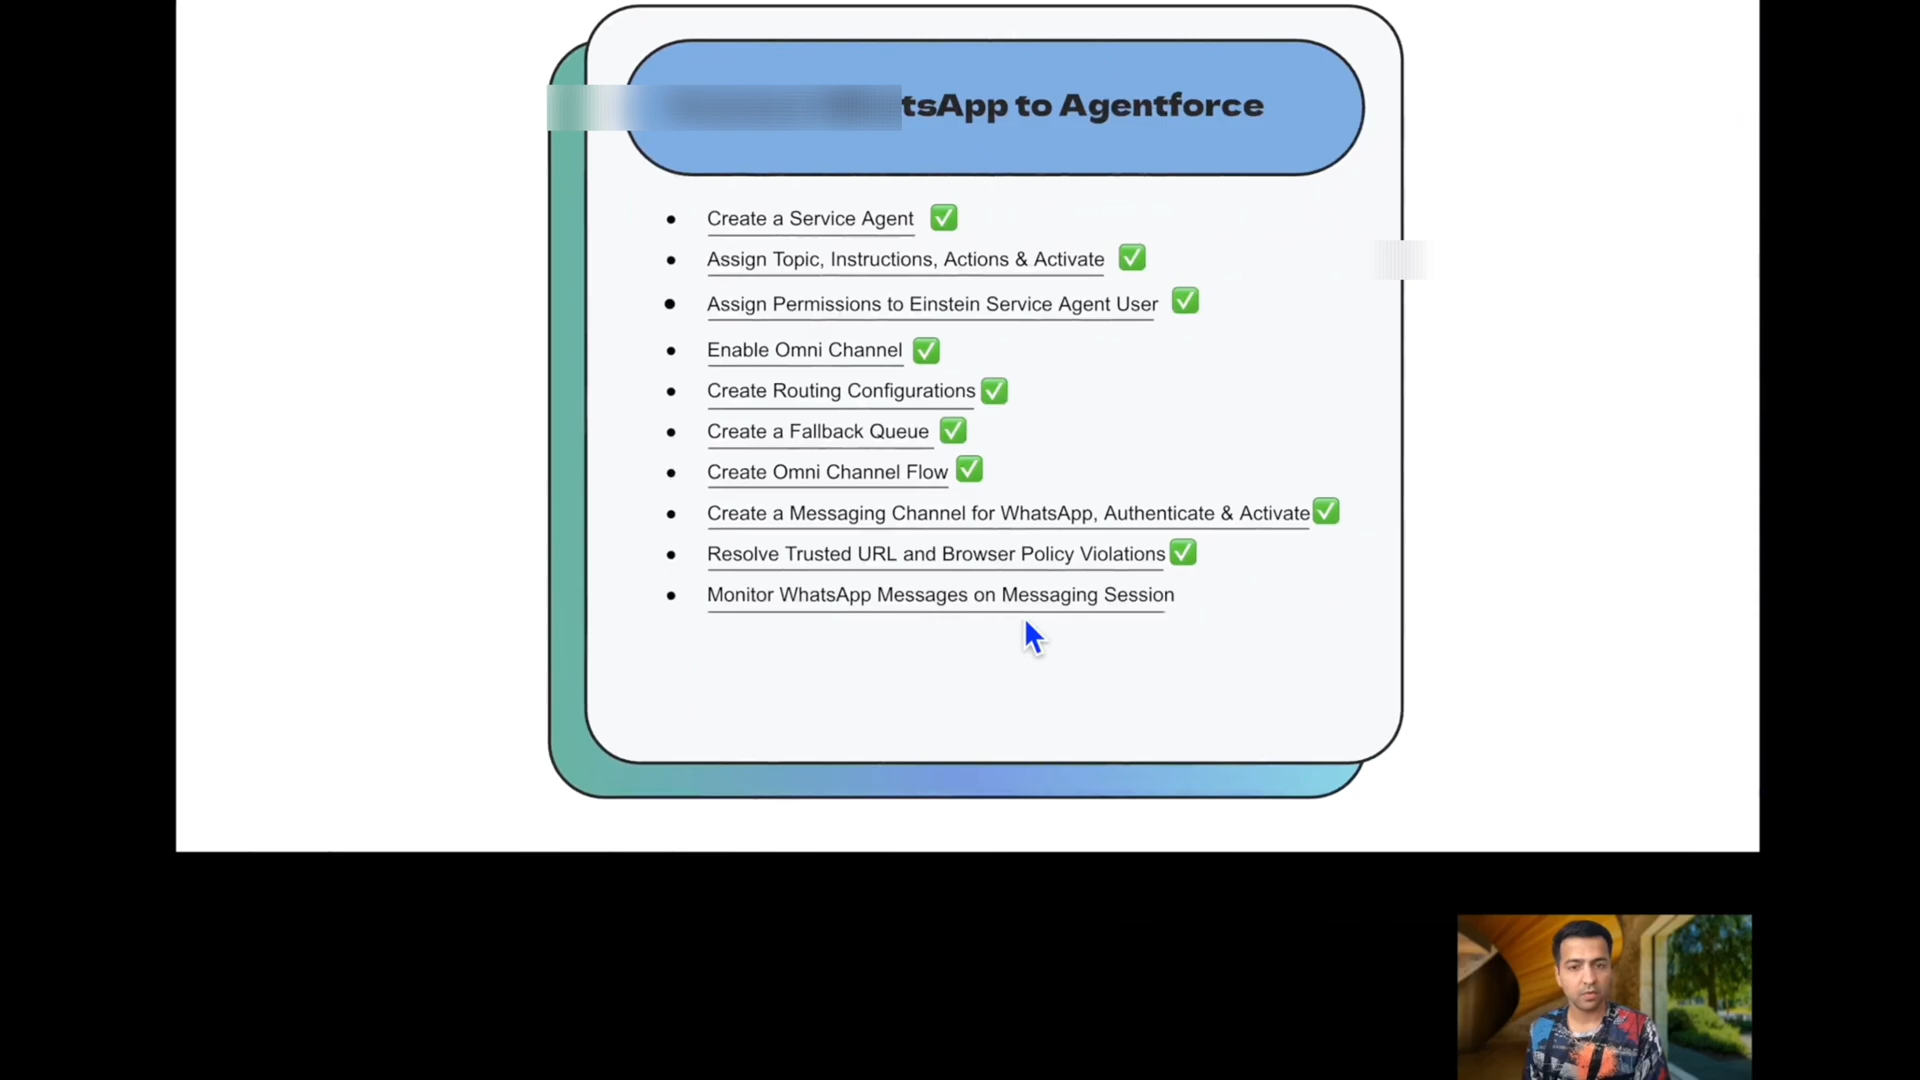 tsApp to Agentforce
Create a Service Agent
Assign Topic, Instructions, Actions & Activate
Assign Permissions to Einstein Service Agent User
Enable Omni Channel
Create Routing Configurations
Create a Fallback Queue
Create Omni Channel Flow
Create a Messaging Channel for WhatsApp, Authenticate & Activate
Resolve Trusted URL and Browser Policy Violations
Monitor WhatsApp Messages on Messaging Session